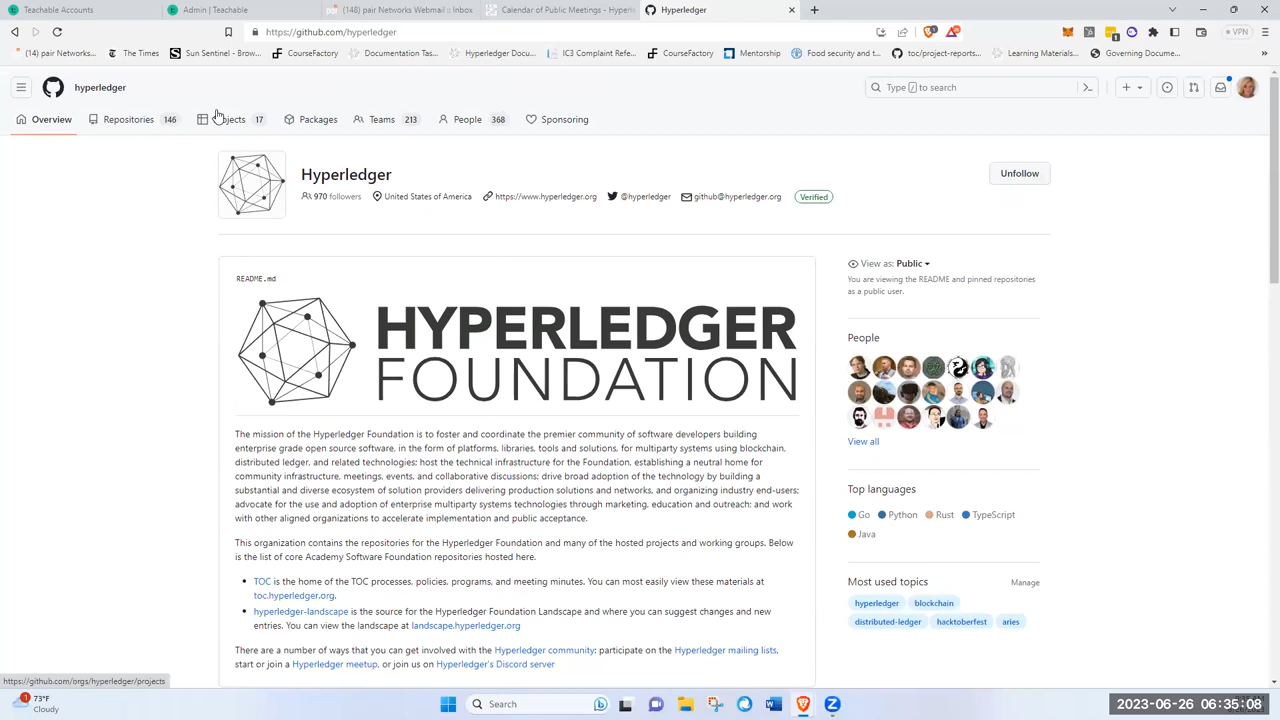 Teachable Accounts
Admin | Teachable
(148) pair Networks Webmail :: Inbox
Calendar of Public Meetings - Hyperle
Hyperledger
https://github.com/hyperledger
VPN
(14) pair Networks...
The Times
Sun Sentinel - Brow...
CourseFactory
Documentation Tas...
Hyperledger Docu...
IC3 Complaint Refe...
CourseFactory
Mentorship
Food security and t...
toc/project-reports...
Learning Materials...
Governing Docume...
hyperledger
Type / to search
Overview
Repositories 146
Projects 17
Packages
Teams 213
People 368
Sponsoring
Hyperledger
Unfollow
970 followers
United States of America
https://www.hyperledger.org
@hyperledger
github@hyperledger.org
Verified
README.md
HYPERLEDGER
FOUNDATION
The mission of the Hyperledger Foundation is to foster and coordinate the premier community of software developers building
enterprise grade open source software, in the form of platforms, libraries, tools and solutions, for multiparty systems using blockchain,
distributed ledger, and related technologies; host the technical infrastructure for the Foundation, establishing a neutral home for
community infrastructure, meetings, events, and collaborative discussions; drive broad adoption of the technology by building a
substantial and diverse ecosystem of solution providers delivering production solutions and networks, and organizing industry end-users;
advocate for the use and adoption of enterprise multiparty systems technologies through marketing, education and outreach; and work
with other aligned organizations to accelerate implementation and public acceptance.
This organization contains the repositories for the Hyperledger Foundation and many of the hosted projects and working groups. Below
is the list of core Academy Software Foundation repositories hosted here.
TOC is the home of the TOC processes, policies, programs, and meeting minutes. You can most easily view these materials at
toc.hyperledger.org.
hyperledger-landscape is the source for the Hyperledger Foundation Landscape and where you can suggest changes and new
entries. You can view the landscape at landscape.hyperledger.org
There are a number of ways that you can get involved with the Hyperledger community: participate on the Hyperledger mailing lists,
start or join a Hyperledger meetup, or join us on Hyperledger's Discord server
View as: Public
You are viewing the README and pinned repositories
as a public user.
People
View all
Top languages
Go
Python
Rust
TypeScript
Java
Most used topics
Manage
hyperledger
blockchain
distributed-ledger
hacktoberfest
aries
https://github.com/orgs/hyperledger/projects
1
73°F
Cloudy
Search
2023-06-26 06:35:08